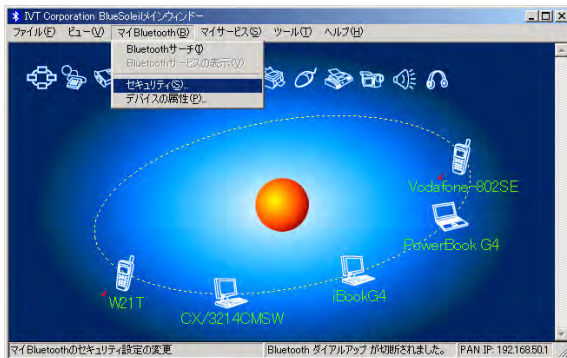 IVT Corporation BlueSoleilメインウィンドー
ファイル(F) ビュー(V) マイBluetooth(B) マイサービス(S) ツール(T) ヘルプ(H)
Bluetoothサーチ(I)
Bluetoothサービスの表示(V)
セキュリティ(S)...
デバイスの属性(P)...
Vodafone-802SE
PowerBook G4
iBookG4
CX/3214CMSW
W21T
マイBluetoothのセキュリティ設定の変更 Bluetooth ダイアルアップ が切断されました。 PAN IP: 192.168.50.1